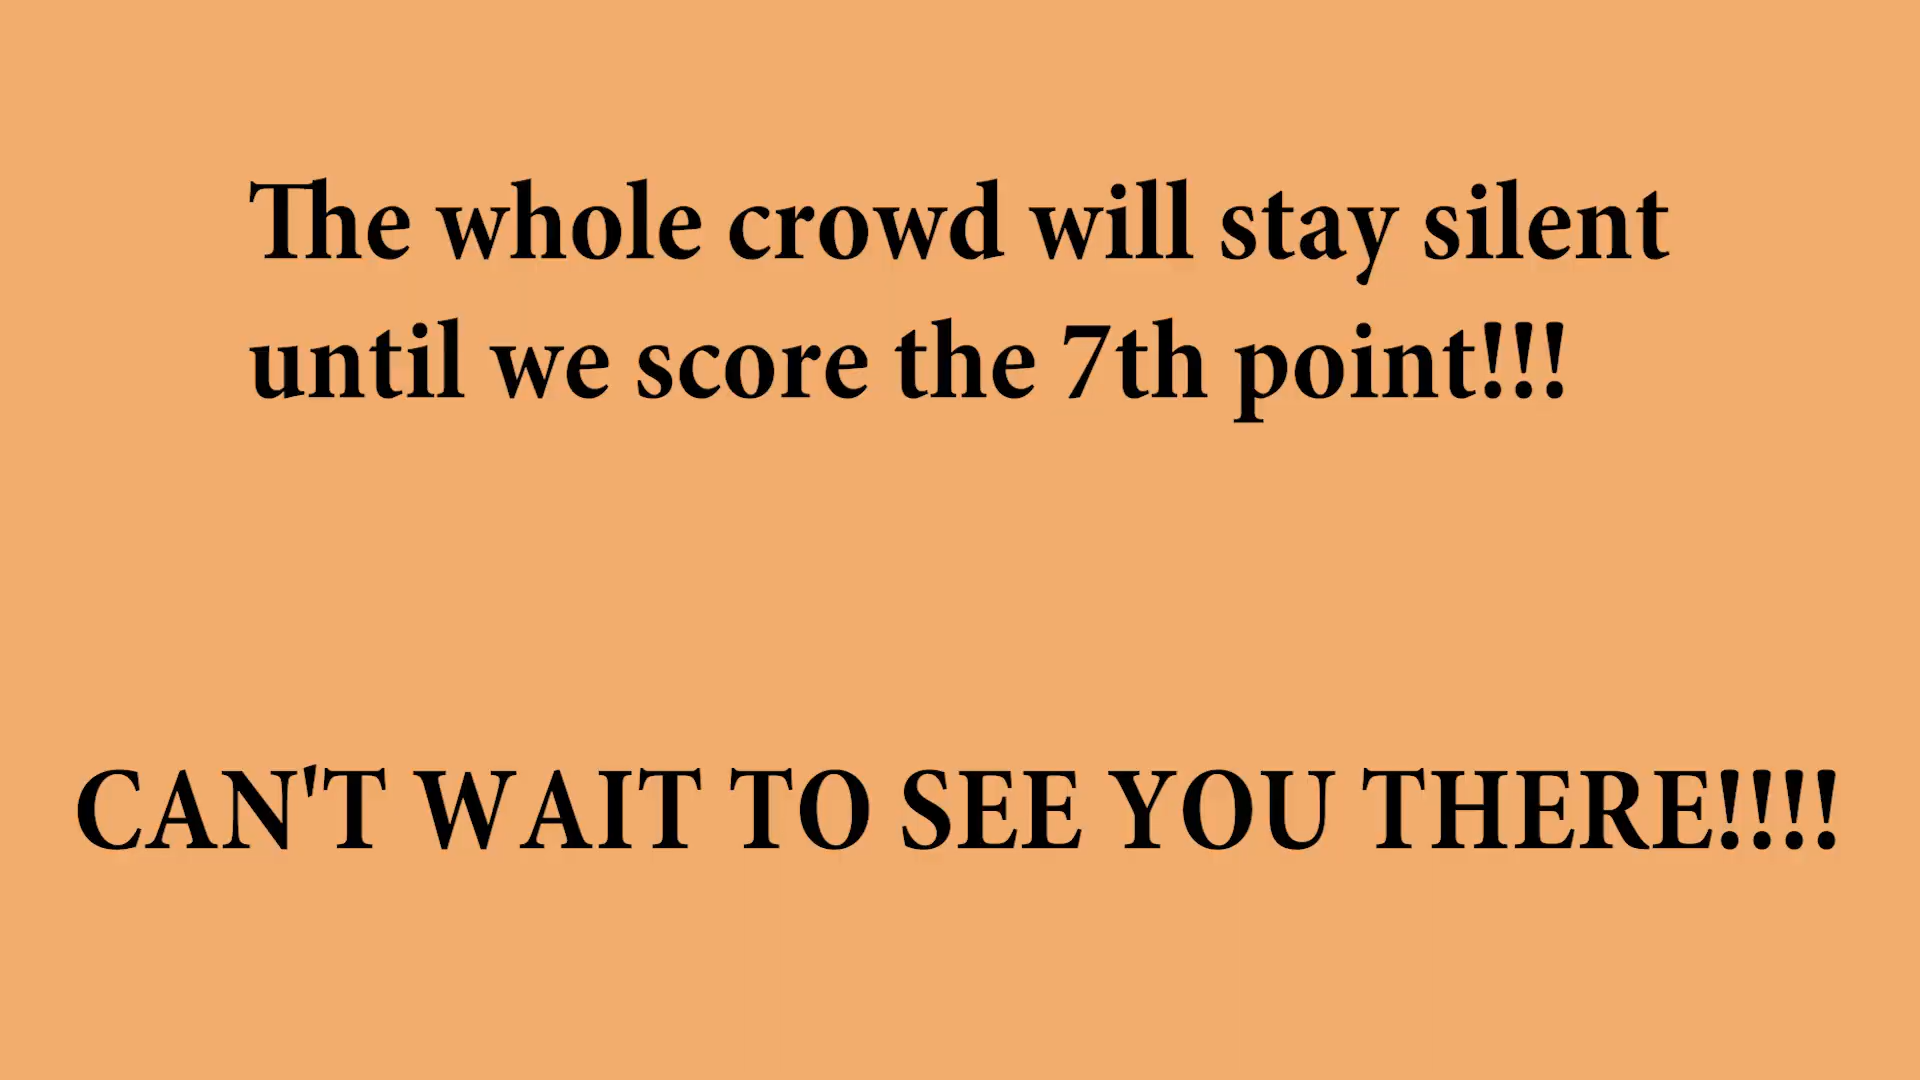 The whole crowd will stay silent
until we score the 7th point!!!
CAN'T WAIT TO SEE YOU THERE!!!!